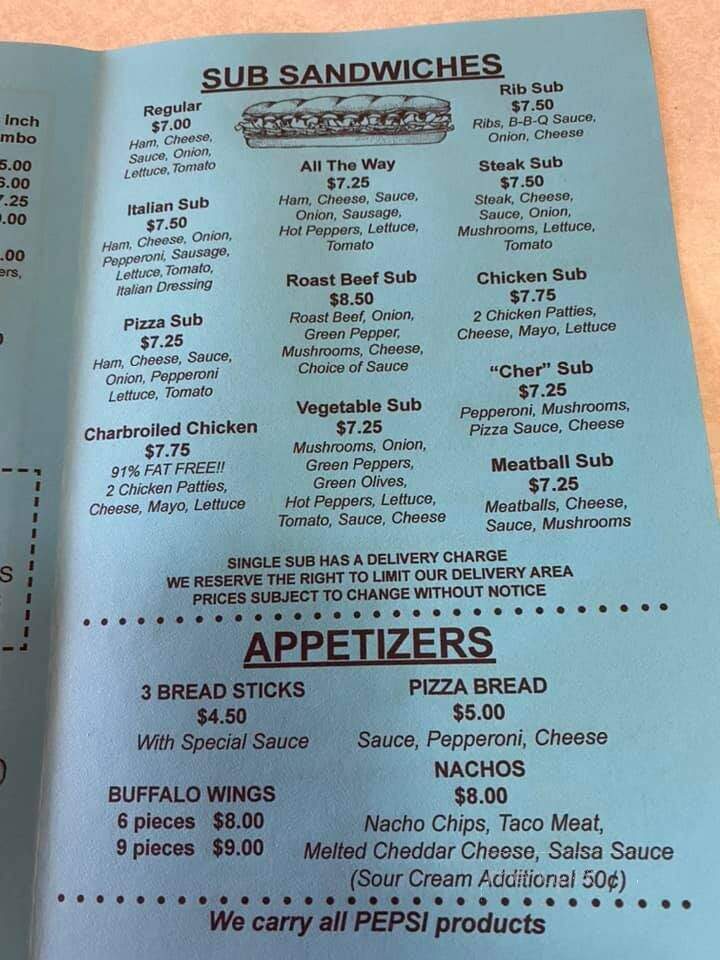 Inch
mbo
5.00
6.00
7.25
.00
.00
ers,
S
SUB SANDWICHES
Regular
$7.00
Ham, Cheese,
Sauce, Onion,
Lettuce, Tomato
Italian Sub
$7.50
Ham, Cheese, Onion,
Pepperoni, Sausage,
Lettuce, Tomato,
Italian Dressing
Pizza Sub
$7.25
Ham, Cheese, Sauce,
Onion, Pepperoni
Lettuce, Tomato
Charbroiled Chicken
$7.75
91% FAT FREE!!
2 Chicken Patties,
Cheese, Mayo, Lettuce
All The Way
$7.25
Ham, Cheese, Sauce,
Onion, Sausage,
Hot Peppers, Lettuce,
Tomato
Roast Beef Sub
$8.50
Roast Beef, Onion,
Green Pepper,
Mushrooms, Cheese,
Choice of Sauce
Vegetable Sub
$7.25
Mushrooms, Onion,
Green Peppers,
Green Olives,
Hot Peppers, Lettuce,
Tomato, Sauce, Cheese
Rib Sub
$7.50
Ribs, B-B-Q Sauce,
Onion, Cheese
Steak Sub
$7.50
Steak, Cheese,
Sauce, Onion,
Mushrooms, Lettuce,
Tomato
Chicken Sub
$7.75
2 Chicken Patties,
Cheese, Mayo, Lettuce
“Cher” Sub
$7.25
Pepperoni, Mushrooms,
Pizza Sauce, Cheese
Meatball Sub
$7.25
Meatballs, Cheese,
Sauce, Mushrooms
SINGLE SUB HAS A DELIVERY CHARGE
WE RESERVE THE RIGHT TO LIMIT OUR DELIVERY AREA
PRICES SUBJECT TO CHANGE WITHOUT NOTICE
APPETIZERS
3 BREAD STICKS
$4.50
With Special Sauce
BUFFALO WINGS
6 pieces $8.00
9 pieces $9.00
PIZZA BREAD
$5.00
Sauce, Pepperoni, Cheese
NACHOS
$8.00
Nacho Chips, Taco Meat,
Melted Cheddar Cheese, Salsa Sauce
(Sour Cream Additional 50¢)
We carry all PEPSI products